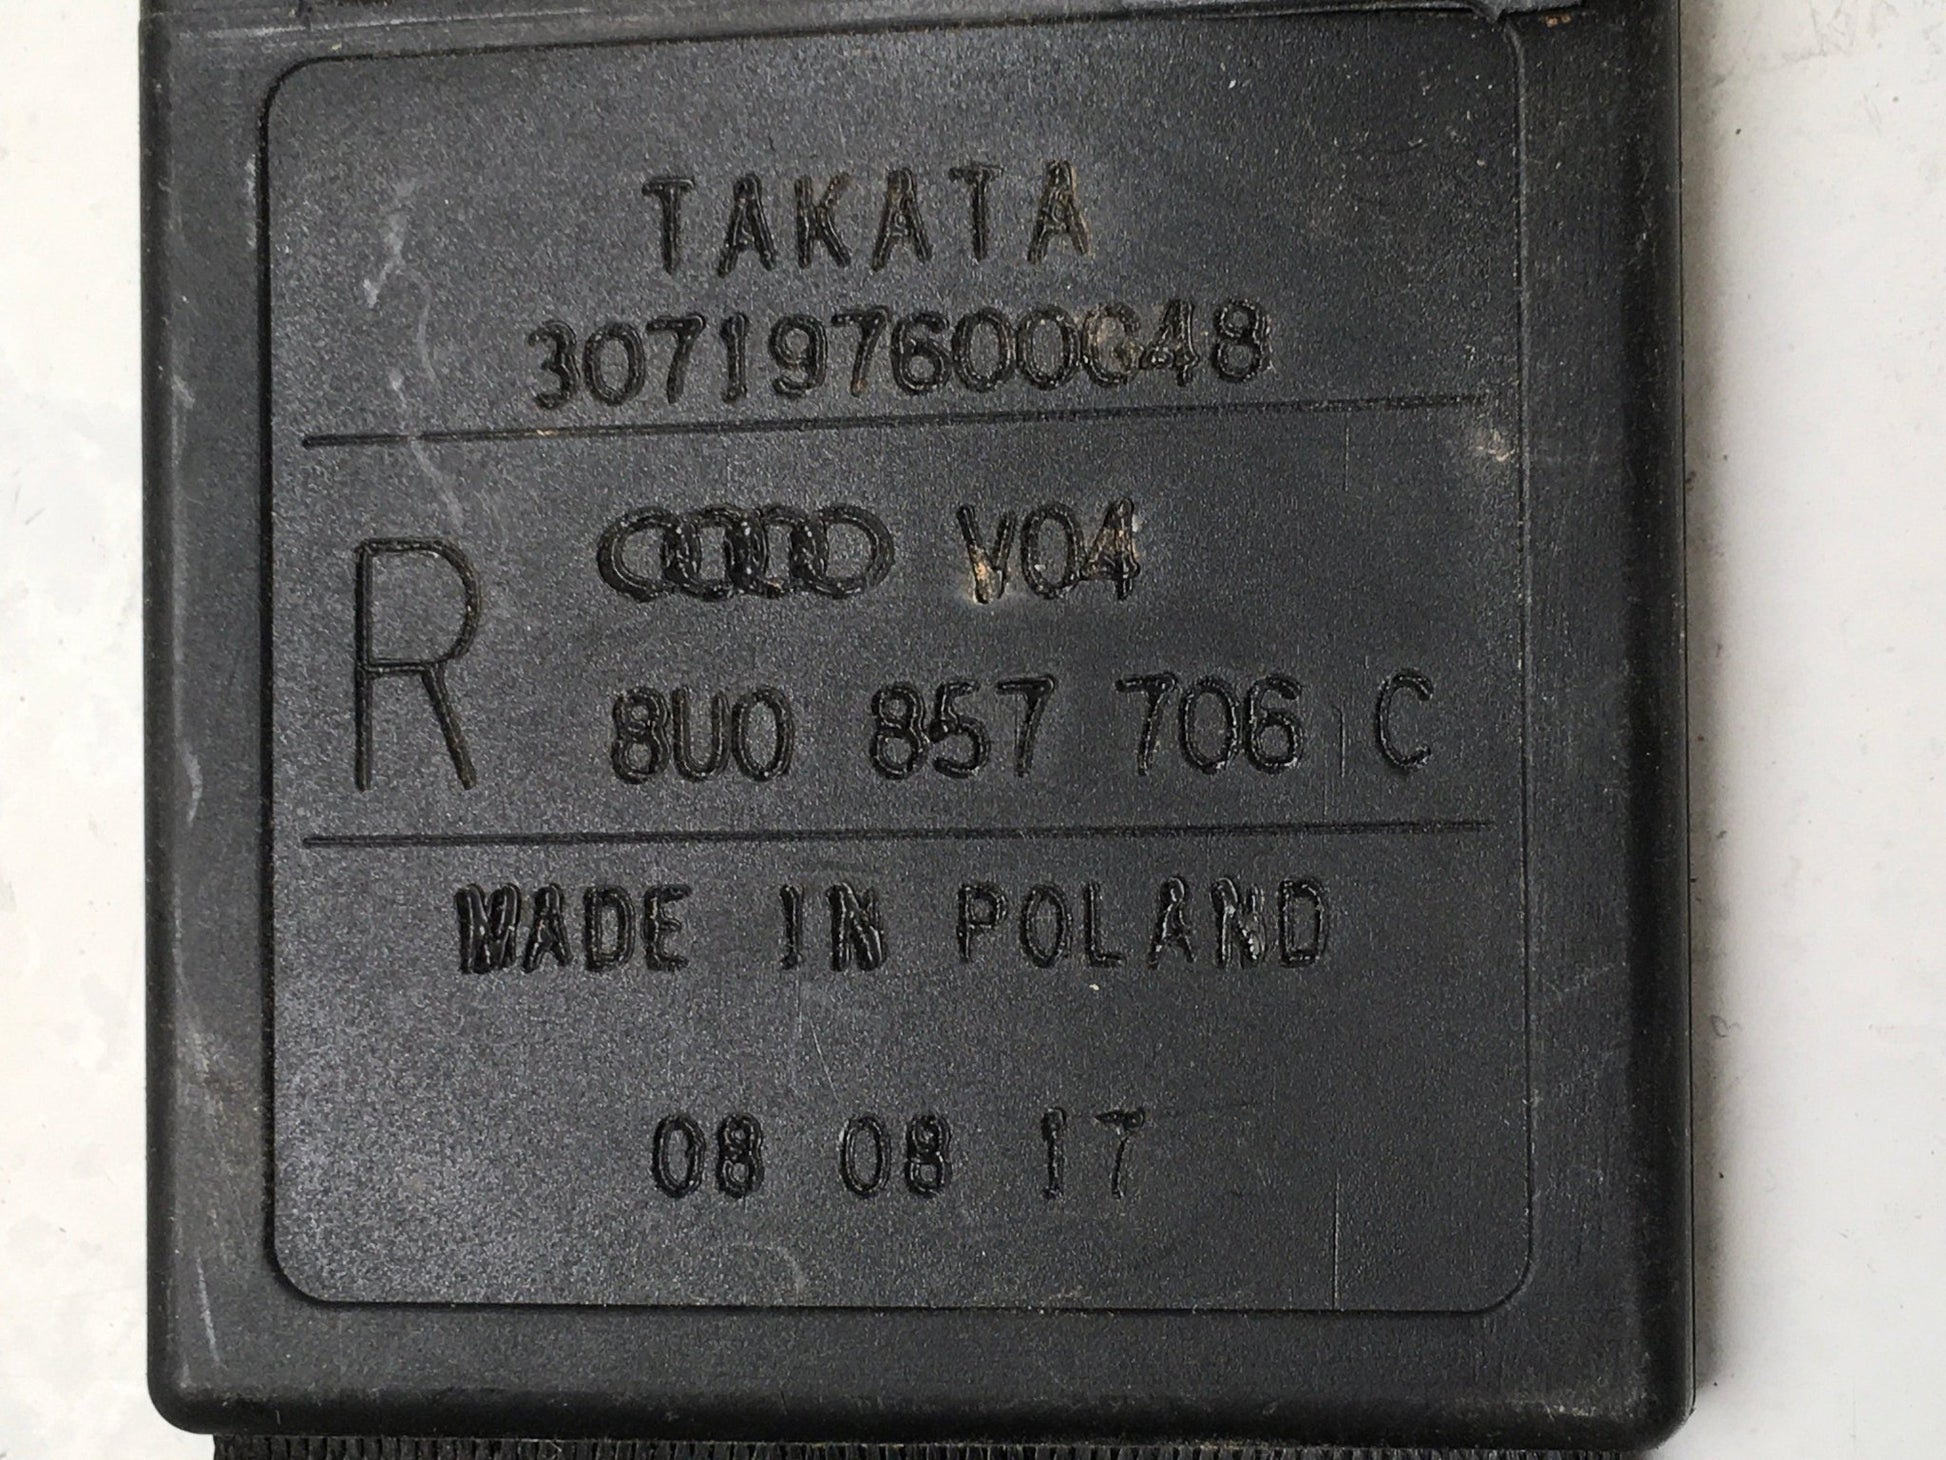 TAKATA
307197600G48
R
V04
8U0 857 706 C
MADE IN POLAND
08 08 17